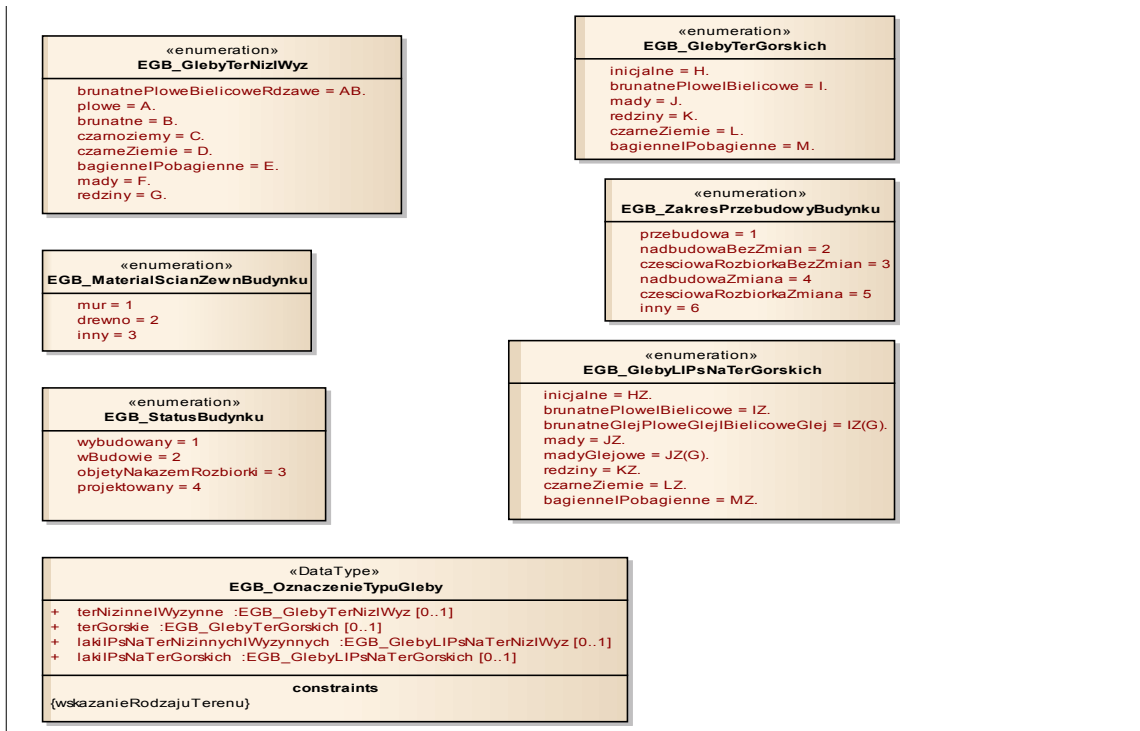 «enumeration»
EGB_GlebyTerNizIWyz
brunatnePloweBielicoweRdzawe = AB.
plowe = A.
brunatne = B.
czarnoziemy = C.
czarneZiemie = D.
bagienneIPobagienne = E.
mady = F.
redziny = G.
«enumeration»
EGB_GlebyTerGorskich
inicjalne = H.
brunatnePloweIBielicowe = I.
mady = J.
redziny = K.
czarneZiemie = L.
bagienneIPobagienne = M.
«enumeration»
EGB_ZakresPrzebudowyBudynku
przebudowa = 1
nadbudowaBezZmian = 2
czesciowaRozbiorkaBezZmian = 3
nadbudowaZmiana = 4
czesciowaRozbiorkaZmiana = 5
inny = 6
«enumeration»
EGB_MaterialScianZewnBudynku
mur = 1
drewno = 2
inny = 3
«enumeration»
EGB_GlebyLIPsNaTerGorskich
inicjalne = HZ.
brunatnePloweIBielicowe = IZ.
brunatneGlejPloweGlejIBielicoweGlej = IZ(G).
mady = JZ.
madyGlejowe = JZ(G).
redziny = KZ.
czarneZiemie = LZ.
bagienneIPobagienne = MZ.
«enumeration»
EGB_StatusBudynku
wybudowany = 1
wBudowie = 2
objetyNakazemRozbiorki = 3
projektowany = 4
«DataType»
EGB_OznaczenieTypuGleby
+ terNizinneIWyzynne :EGB_GlebyTerNizIWyz [0..1]
+ terGorskie :EGB_GlebyTerGorskich [0..1]
+ lakiIPsNaTerNizinnychIWyzynnych :EGB_GlebyLIPsNaTerNizIWyz [0..1]
+ lakiIPsNaTerGorskich :EGB_GlebyLIPsNaTerGorskich [0..1]
constraints
{wskazanieRodzajuTerenu}